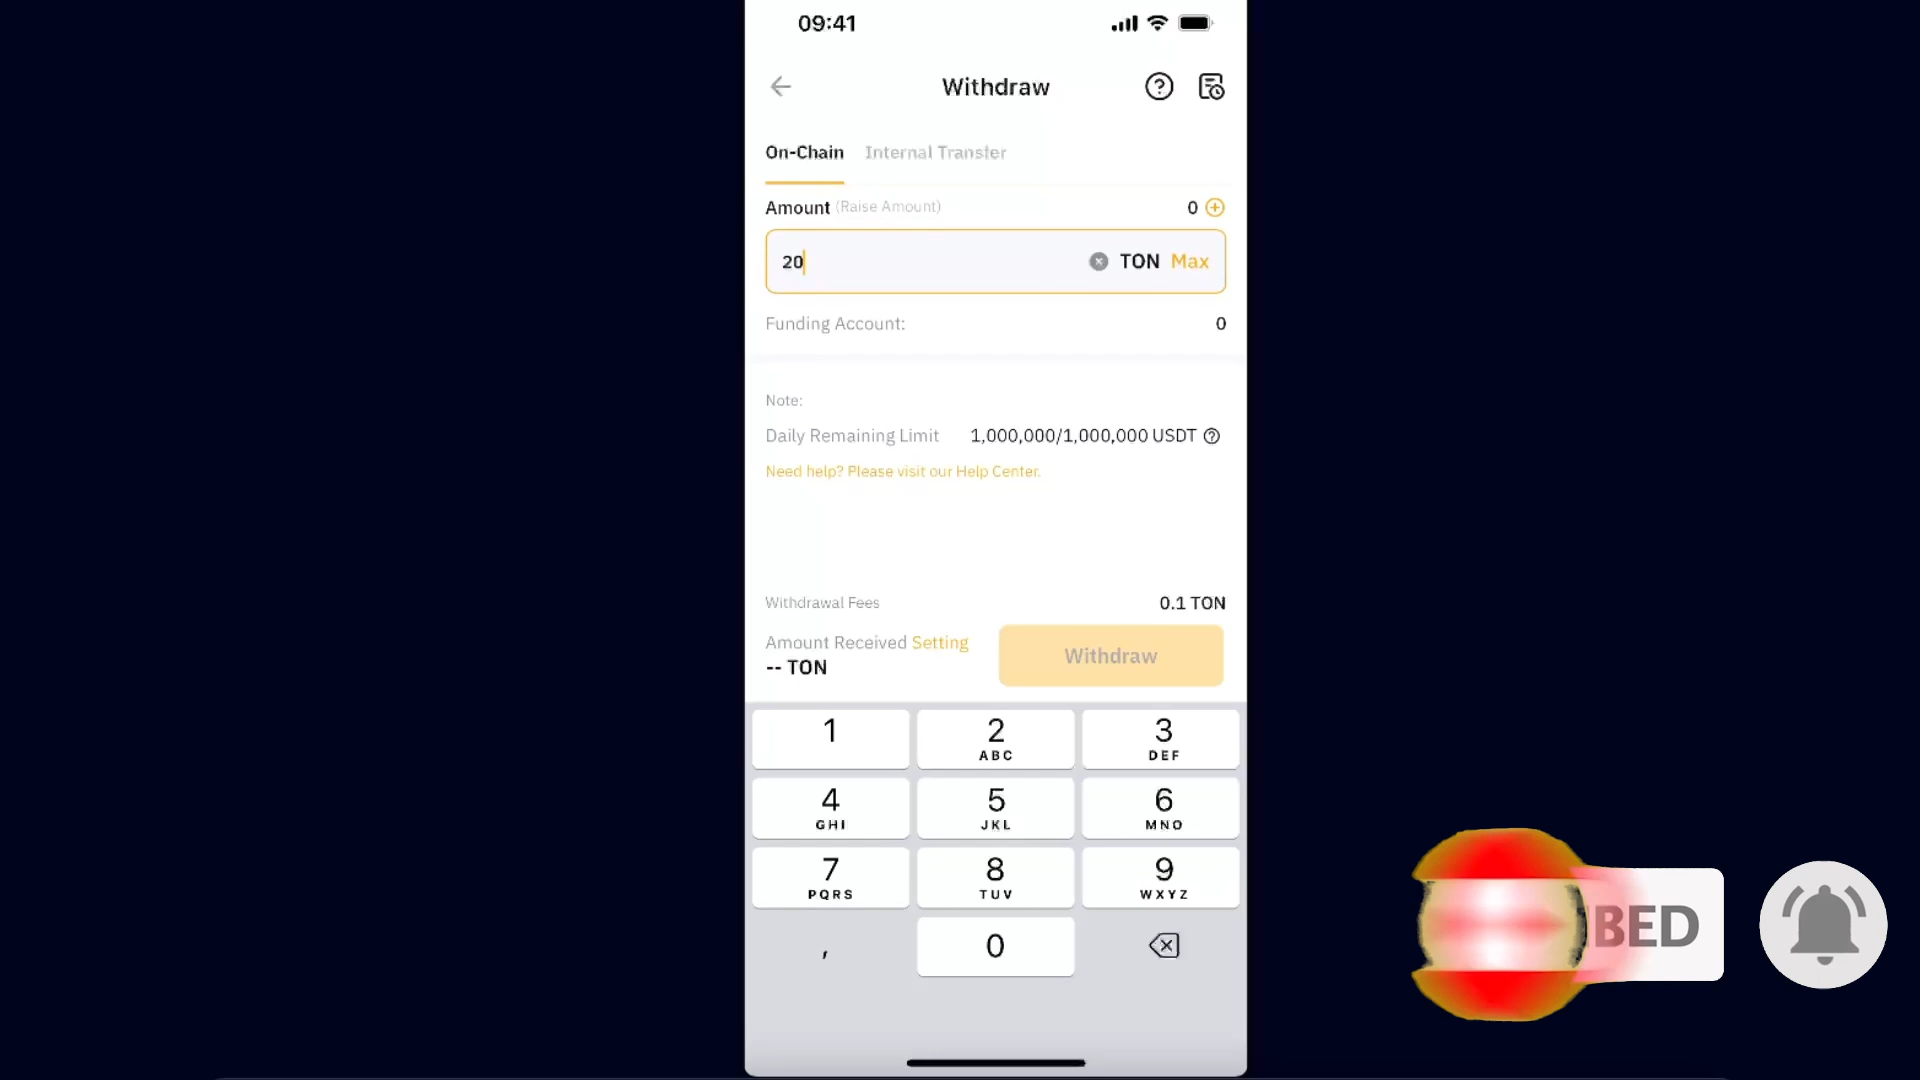 09:41
Withdraw
On-Chain Internal Transfer
Amount (Raise Amount) 0
20 TON Max
Funding Account: 0
Note:
Daily Remaining Limit 1,000,000/1,000,000 USDT
Need help? Please visit our Help Center.
Withdrawal Fees 0.1 TON
Amount Received Setting
-- TON
Withdraw
1 2 3
ABC DEF
4 5 6
GHI JKL MNO
7 8 9
PQRS TUV WXYZ
BED
, 0